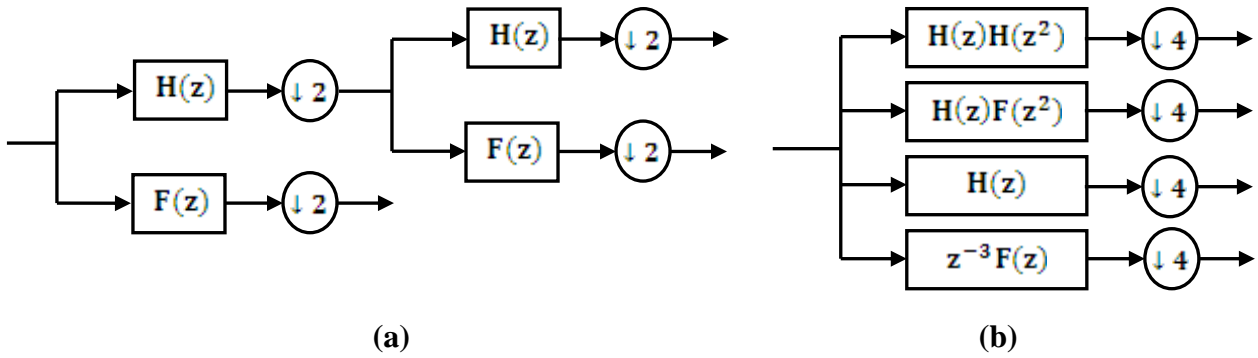 H(z)
↓ 2
H(z)
↓ 2
F(z)
↓ 2
F(z)
↓ 2
(a)
H(z)H(z²)
↓ 4
H(z)F(z²)
↓ 4
H(z)
↓ 4
z⁻³F(z)
↓ 4
(b)